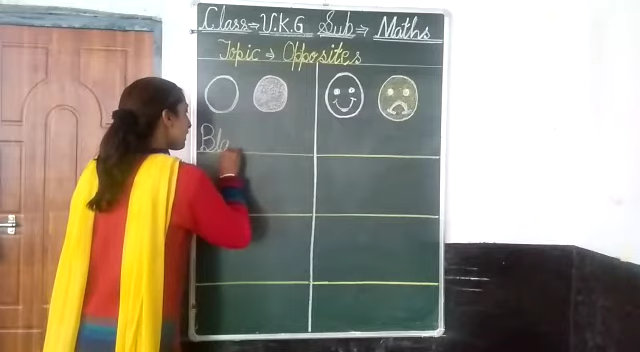 Class⇒U.K.G Sub⇒ Maths
Topic → Opposites
Bla